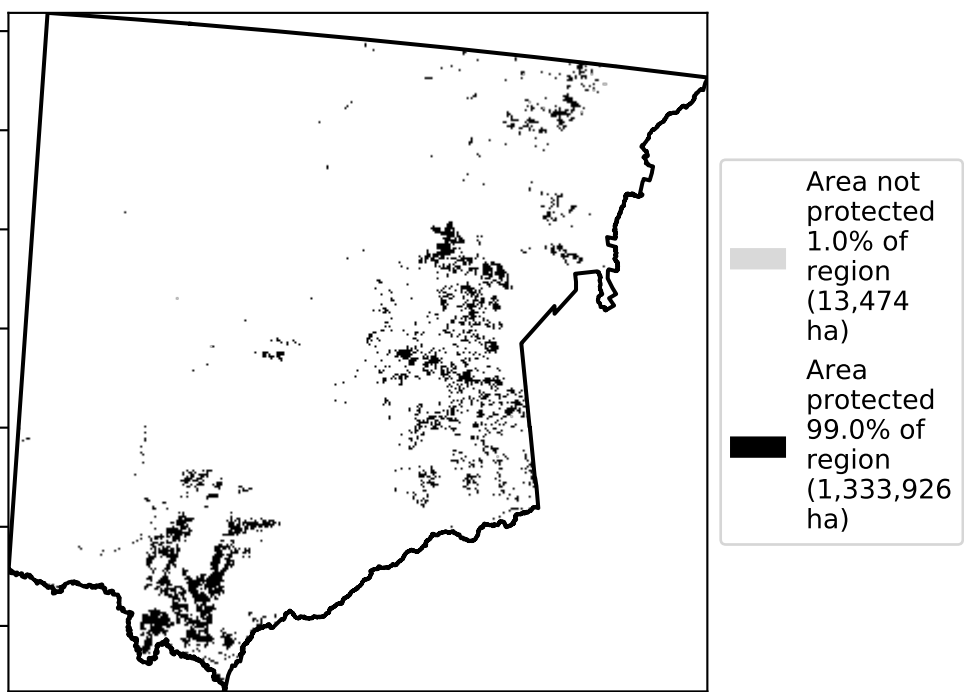 Area not
protected
1.0% of
region
(13,474
ha)
Area
protected
99.0% of
region
(1,333,926
ha)